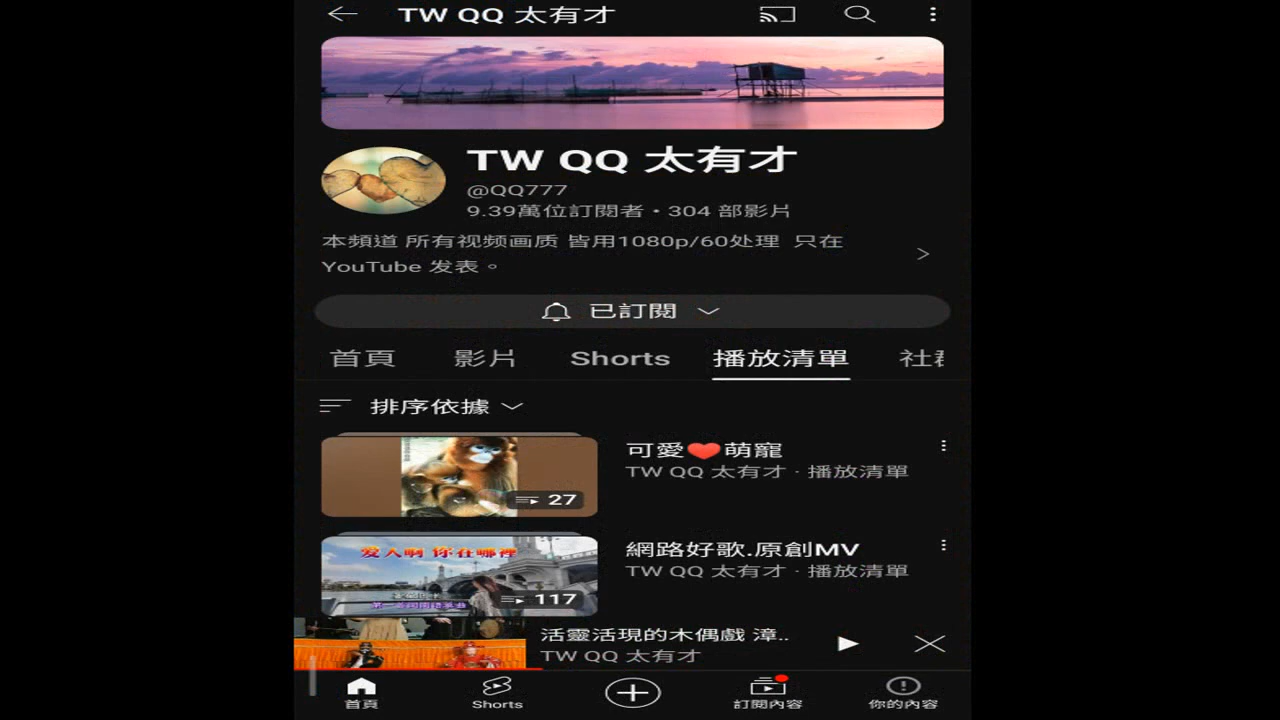 TW QQ 太有才
TW QQ 太有才
@QQ777
9.39萬位訂閱者・304 部影片
本頻道 所有视频画质 皆用1080p/60处理 只在
YouTube 发表。
已訂閱
首頁 影片 Shorts 播放清單 社群
排序依據
27
可愛❤️萌寵
TW QQ 太有才 · 播放清單
愛人啊 你在哪裡
117
網路好歌.原創MV
TW QQ 太有才 · 播放清單
活靈活現的木偶戲 漳..
TW QQ 太有才
首頁 Shorts 訂閱內容 你的內容